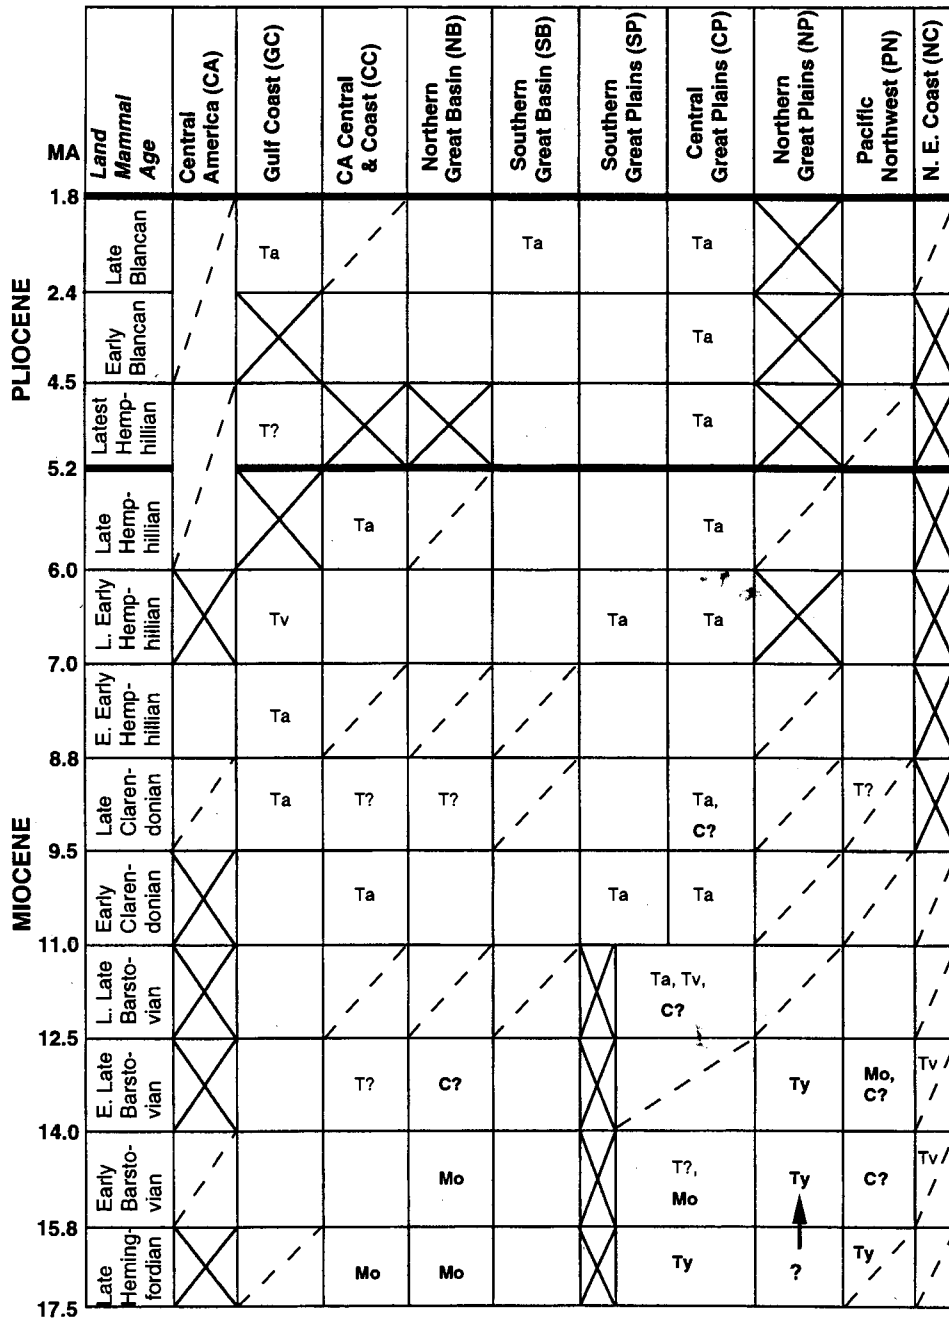 MA
Land
Mammal
Age
Central
America (CA)
Gulf Coast (GC)
CA Central
& Coast (CC)
Northern
Great Basin (NB)
Southern
Great Basin (SB)
Southern
Great Plains (SP)
Central
Great Plains (CP)
Northern
Great Plains (NP)
Pacific
Northwest (PN)
N. E. Coast (NC)
PLIOCENE
MIOCENE
1.8
Late
Blancan
Ta
Ta
Ta
2.4
Early
Blancan
Ta
4.5
Latest
Hemp-
hillian
T?
Ta
5.2
Late
Hemp-
hillian
Ta
Ta
6.0
L. Early
Hemp-
hillian
Tv
Ta
Ta
7.0
E. Early
Hemp-
hillian
Ta
8.8
Late
Claren-
donian
Ta
T?
T?
Ta,
C?
T?
9.5
Early
Claren-
donian
Ta
Ta
Ta
11.0
L. Late
Barsto-
vian
Ta, Tv,
C?
12.5
E. Late
Barsto-
vian
T?
C?
Ty
Mo,
C?
Tv
14.0
Early
Barsto-
vian
Mo
T?,
Mo
Ty
C?
Tv
15.8
Late
Heming-
fordian
Mo
Mo
Ty
?
Ty
17.5